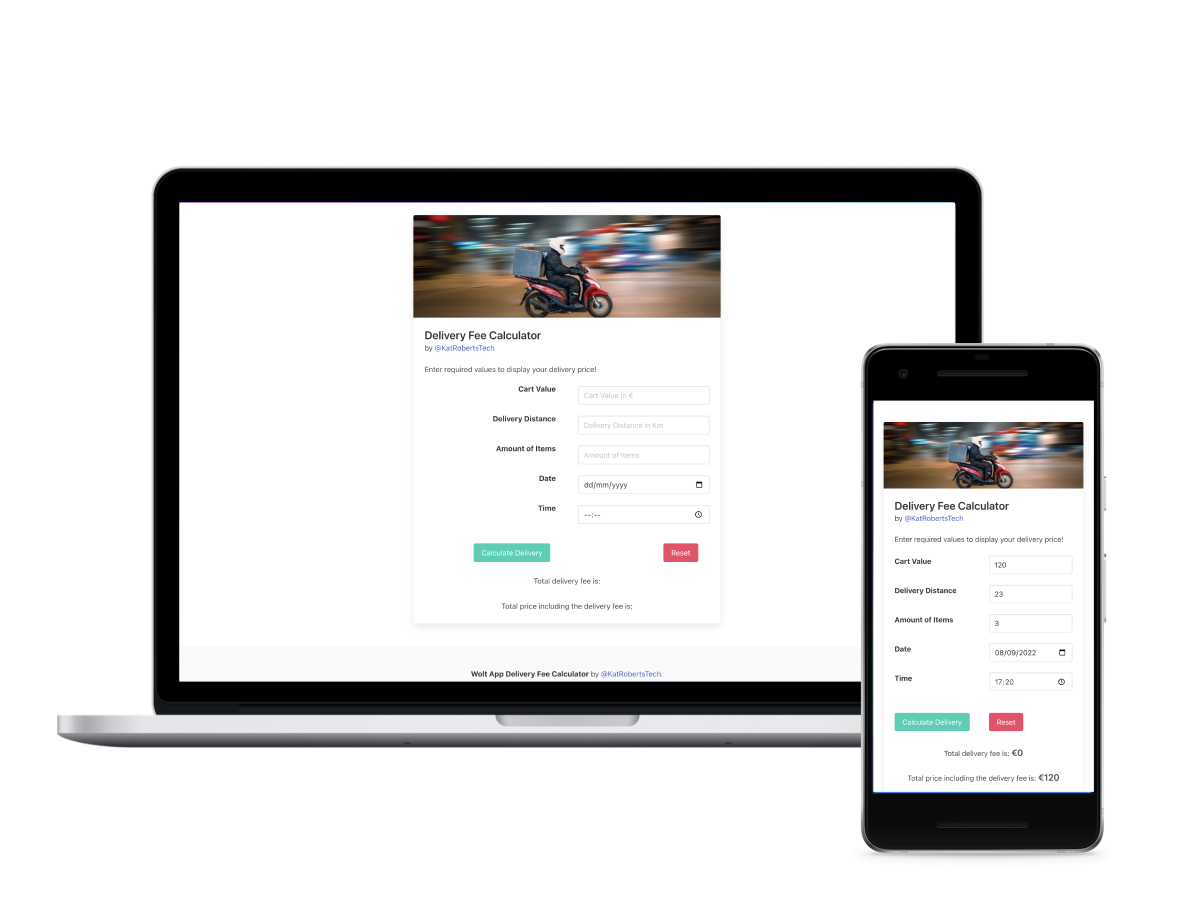 Delivery Fee Calculator
by @KatRobertsTech
Enter required values to display your delivery price!
Cart Value
Cart Value in €
Delivery Distance
Delivery Distance in Km
Amount of Items
Amount of Items
Date
dd/mm/yyyy
Time
--:--
Calculate Delivery Reset
Total delivery fee is:
Total price including the delivery fee is:
Wolt App Delivery Fee Calculator by @KatRobertsTech.
Delivery Fee Calculator
by @KatRobertsTech
Enter required values to display your delivery price!
Cart Value
120
Delivery Distance
23
Amount of Items
3
Date
08/09/2022
Time
17:20
Calculate Delivery Reset
Total delivery fee is: €0
Total price including the delivery fee is: €120